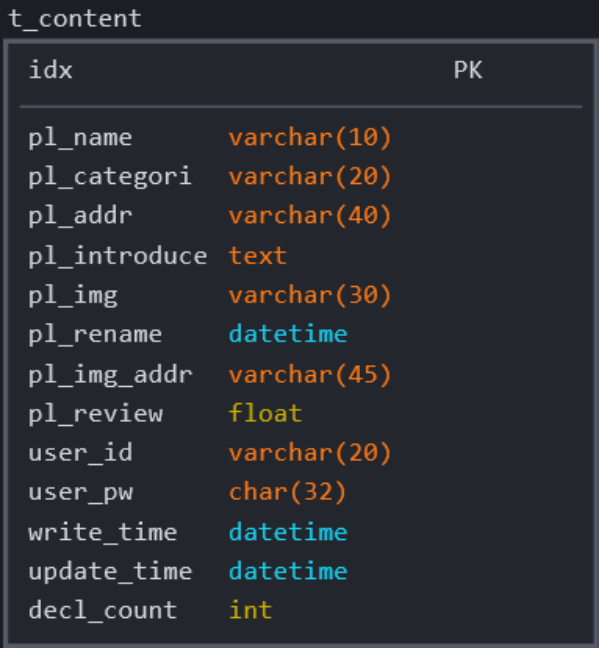 t_content
idx PK
pl_name varchar(10)
pl_categori varchar(20)
pl_addr varchar(40)
pl_introduce text
pl_img varchar(30)
pl_rename datetime
pl_img_addr varchar(45)
pl_review float
user_id varchar(20)
user_pw char(32)
write_time datetime
update_time datetime
decl_count int